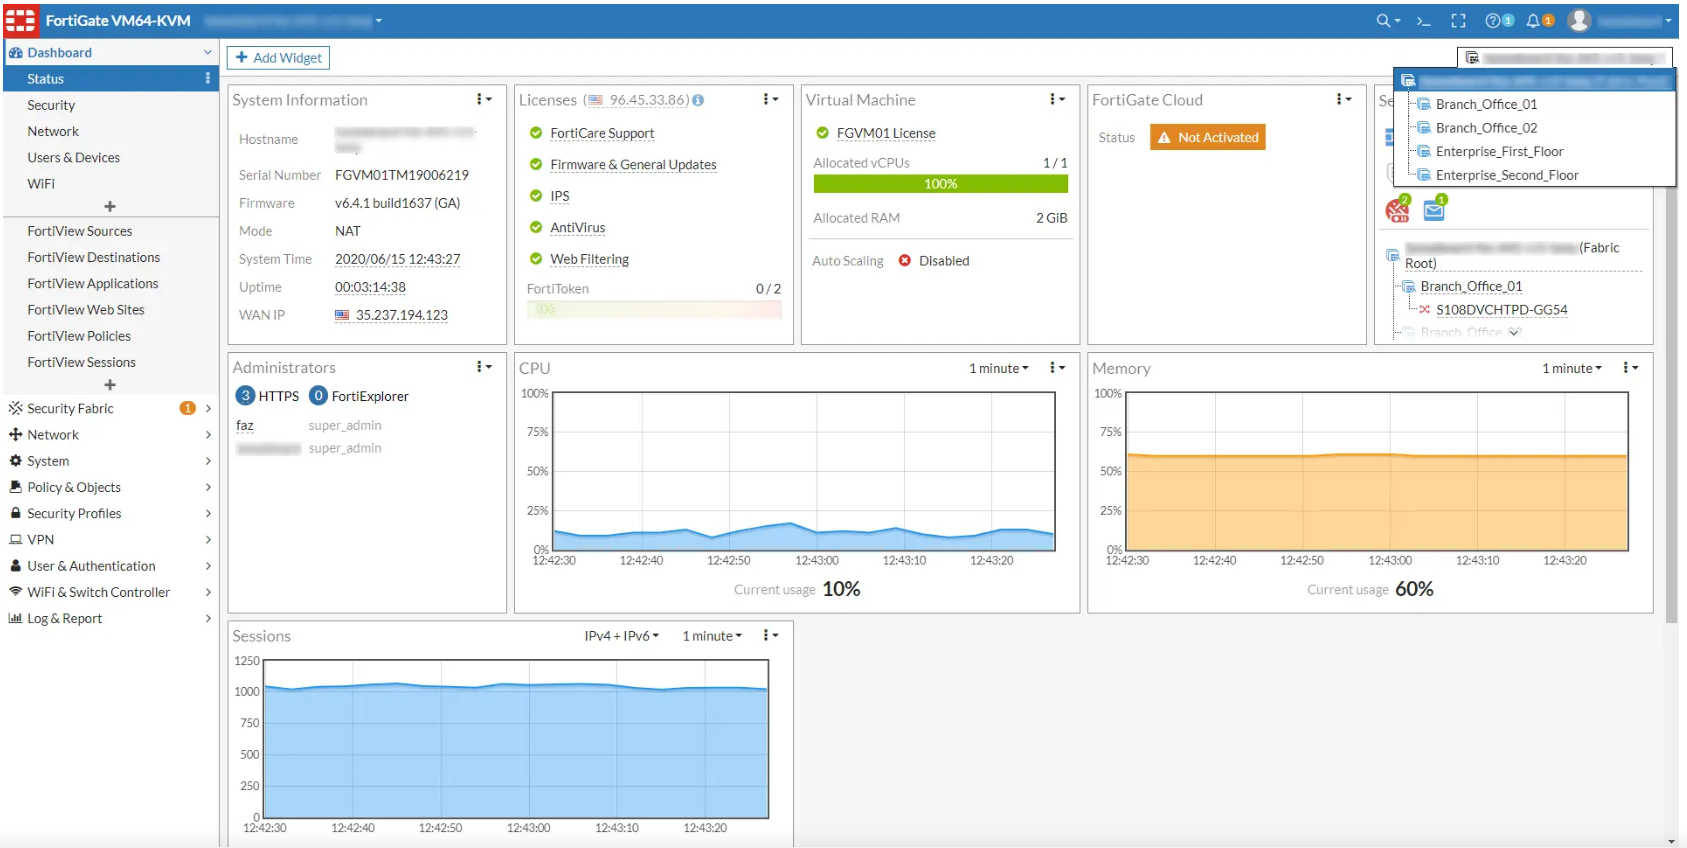 FortiGate VM64-KVM
1
1
Dashboard
Status
Security
Network
Users & Devices
WiFi
+
FortiView Sources
FortiView Destinations
FortiView Applications
FortiView Web Sites
FortiView Policies
FortiView Sessions
+
Security Fabric 1
Network
System
Policy & Objects
Security Profiles
VPN
User & Authentication
WiFi & Switch Controller
Log & Report
+ Add Widget
System Information
Hostname
Serial Number FGVM01TM19006219
Firmware v6.4.1 build1637 (GA)
Mode NAT
System Time 2020/06/15 12:43:27
Uptime 00:03:14:38
WAN IP 35.237.194.123
Licenses (96.45.33.86)
FortiCare Support
Firmware & General Updates
IPS
AntiVirus
Web Filtering
FortiToken 0 / 2
0%
Virtual Machine
FGVM01 License
Allocated vCPUs 1 / 1
100%
Allocated RAM 2 GiB
Auto Scaling Disabled
FortiGate Cloud
Status Not Activated
Se
Branch_Office_01
Branch_Office_02
Enterprise_First_Floor
Enterprise_Second_Floor
2
1
(Fabric
Root)
Branch_Office_01
S108DVCHTPD-GG54
Branch_Office_02
Administrators
3 HTTPS 0 FortiExplorer
faz super_admin
super_admin
CPU 1 minute
100%
75%
50%
25%
0%
12:42:30 12:42:40 12:42:50 12:43:00 12:43:10 12:43:20
Current usage 10%
Memory 1 minute
100%
75%
50%
25%
0%
12:42:30 12:42:40 12:42:50 12:43:00 12:43:10 12:43:20
Current usage 60%
Sessions IPv4 + IPv6 1 minute
1250
1000
750
500
250
0
12:42:30 12:42:40 12:42:50 12:43:00 12:43:10 12:43:20